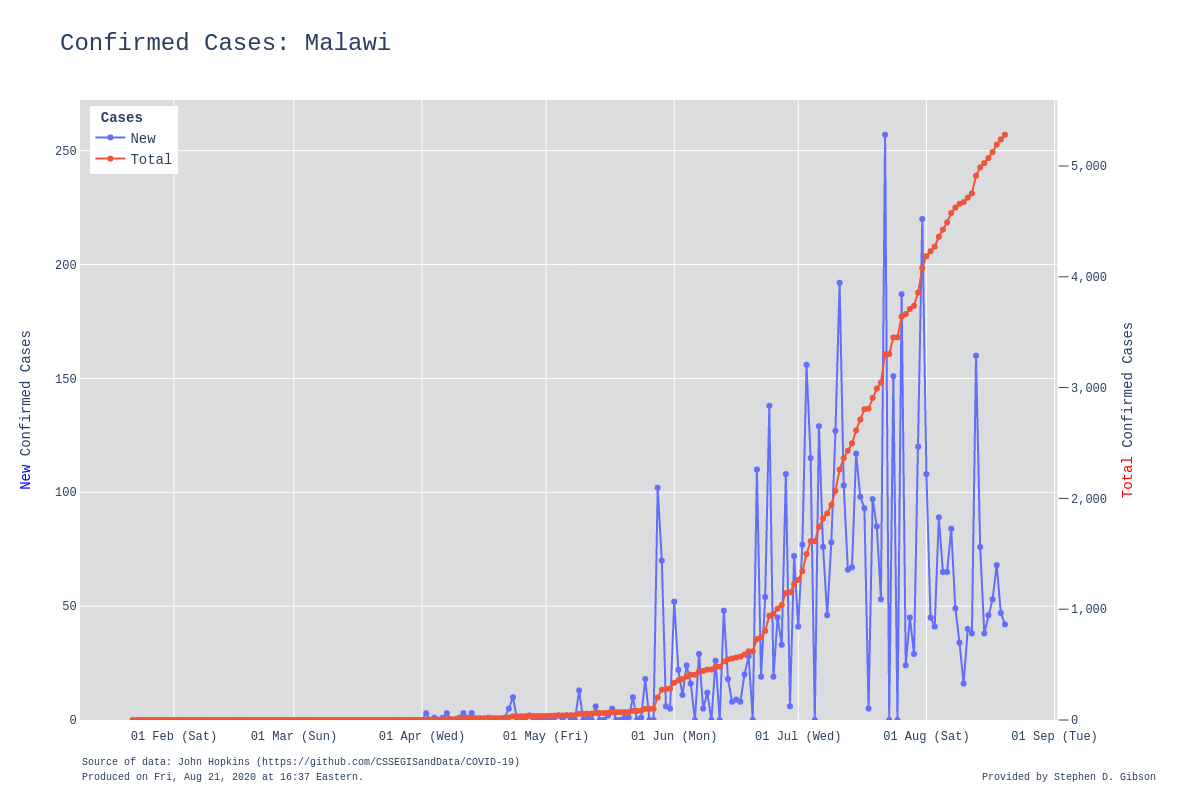 Confirmed Cases: Malawi
Cases
New
Total
250
200
150
100
50
0
5,000
4,000
3,000
2,000
1,000
0
New Confirmed Cases
Total Confirmed Cases
01 Feb (Sat)
01 Mar (Sun)
01 Apr (Wed)
01 May (Fri)
01 Jun (Mon)
01 Jul (Wed)
01 Aug (Sat)
01 Sep (Tue)
Source of data: John Hopkins (https://github.com/CSSEGISandData/COVID-19)
Produced on Fri, Aug 21, 2020 at 16:37 Eastern.
Provided by Stephen D. Gibson